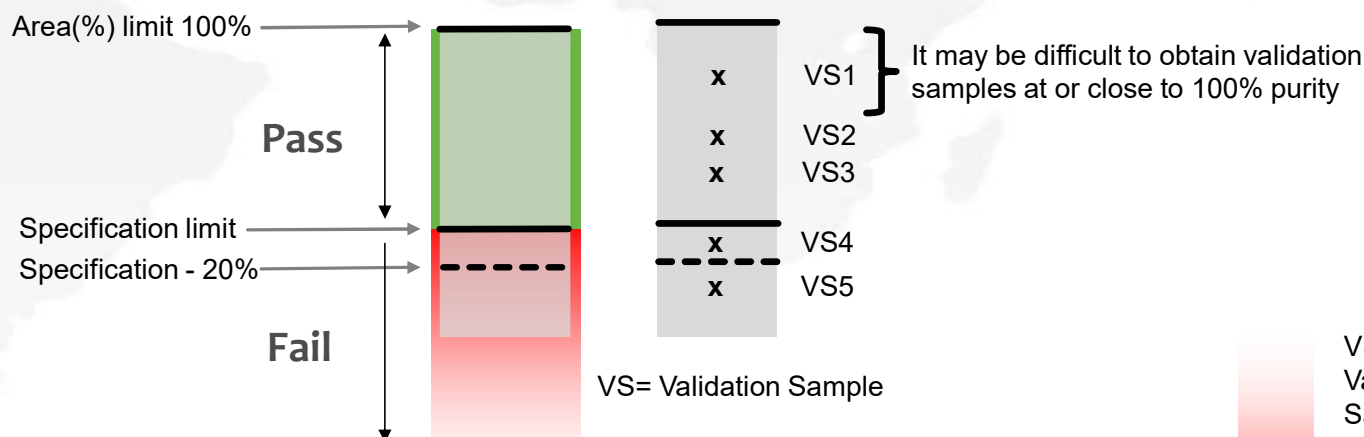 Area(%) limit 100%
Pass
Specification limit
Specification - 20%
Fail
x VS1
x VS2
x VS3
x VS4
x VS5
It may be difficult to obtain validation
samples at or close to 100% purity
VS= Validation Sample